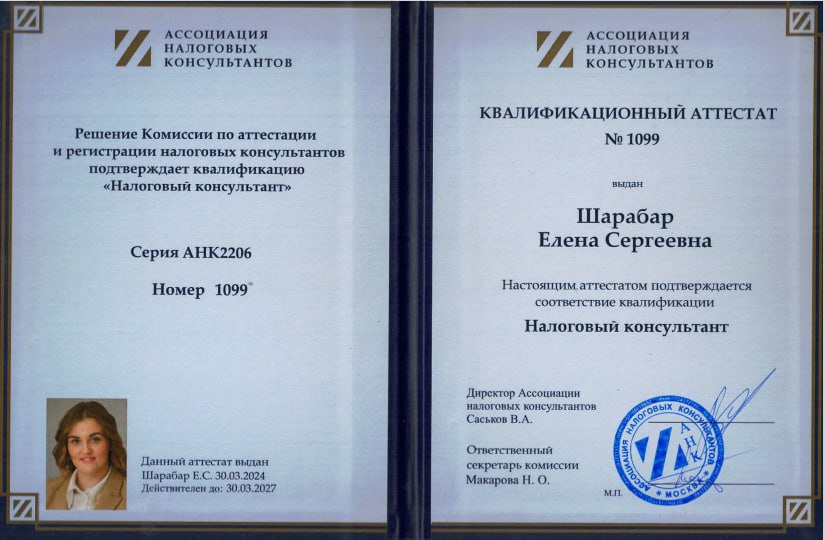 АССОЦИАЦИЯ
НАЛОГОВЫХ
КОНСУЛЬТАНТОВ
Решение Комиссии по аттестации
и регистрации налоговых консультантов
подтверждает квалификацию
«Налоговый консультант»
Серия АНК2206
Номер 1099
Данный аттестат выдан
Шарабар Е.С. 30.03.2024
Действителен до: 30.03.2027
АССОЦИАЦИЯ
НАЛОГОВЫХ
КОНСУЛЬТАНТОВ
КВАЛИФИКАЦИОННЫЙ АТТЕСТАТ
№ 1099
выдан
Шарабар
Елена Сергеевна
Настоящим аттестатом подтверждается
соответствие квалификации
Налоговый консультант
Директор Ассоциации
налоговых консультантов
Саськов В.А.
Ответственный
секретарь комиссии
Макарова Н. О.
М.П.
АССОЦИАЦИЯ НАЛОГОВЫХ КОНСУЛЬТАНТОВ
* МОСКВА *
АНК